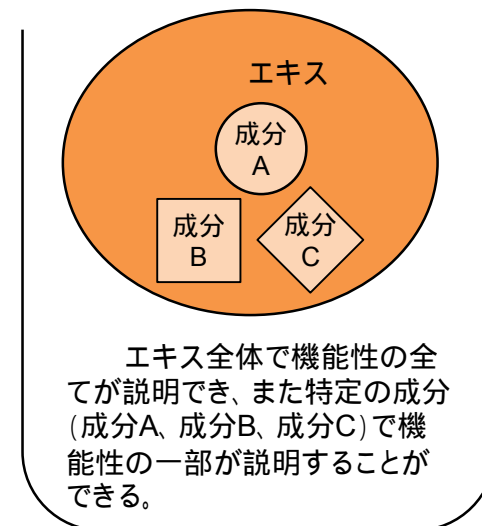 エキス
成分
A
成分
B
成分
C
エキス全体で機能性の全
てが説明でき、また特定の成分
(成分A、成分B、成分C)で機
能性の一部が説明することが
できる。